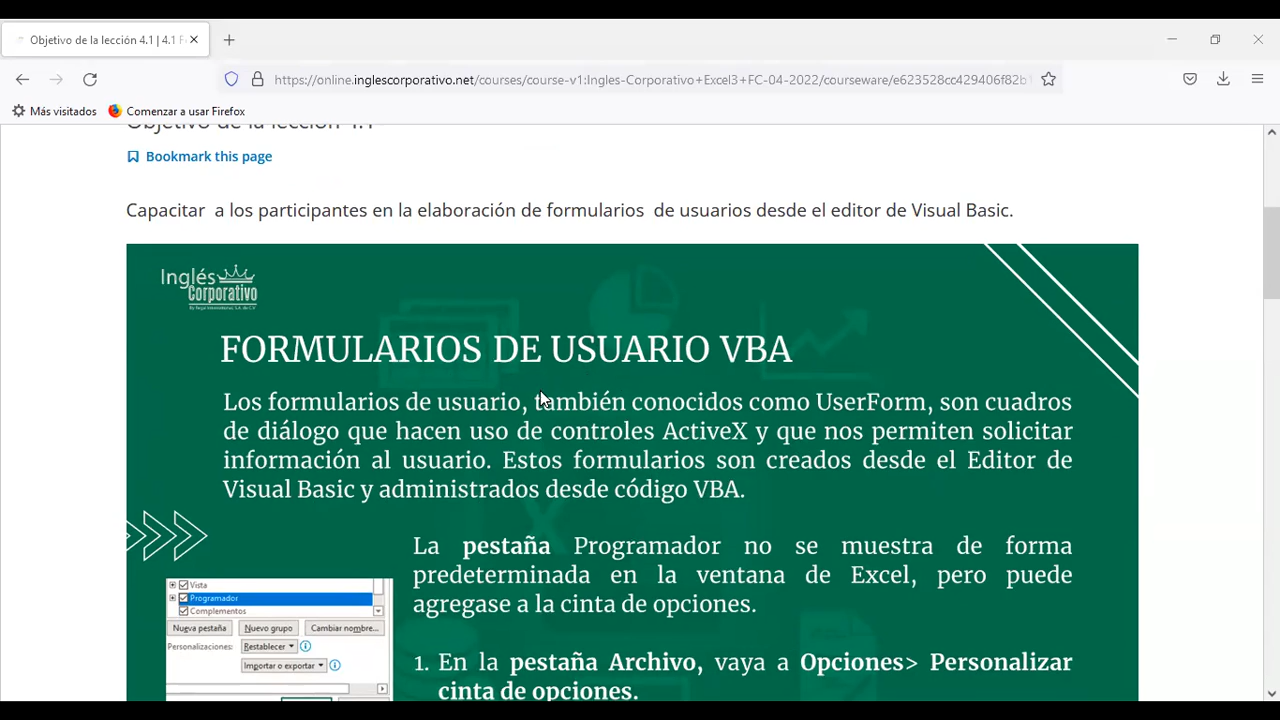 Objetivo de la lección 4.1 | 4.1 F
https://online.inglescorporativo.net/courses/course-v1:Ingles-Corporativo+Excel3+FC-04-2022/courseware/e623528cc429406f82b1
Más visitados Comenzar a usar Firefox
Objetivo de la lección 4.1
Bookmark this page
Capacitar a los participantes en la elaboración de formularios de usuarios desde el editor de Visual Basic.
Inglés
Corporativo
FORMULARIOS DE USUARIO VBA
Los formularios de usuario, también conocidos como UserForm, son cuadros
de diálogo que hacen uso de controles ActiveX y que nos permiten solicitar
información al usuario. Estos formularios son creados desde el Editor de
Visual Basic y administrados desde código VBA.
La pestaña Programador no se muestra de forma
predeterminada en la ventana de Excel, pero puede
agregase a la cinta de opciones.
Vista
Programador
Complementos
Nueva pestaña Nuevo grupo Cambiar nombre...
Personalizaciones: Restablecer
Importar o exportar
1. En la pestaña Archivo, vaya a Opciones> Personalizar
cinta de opciones.